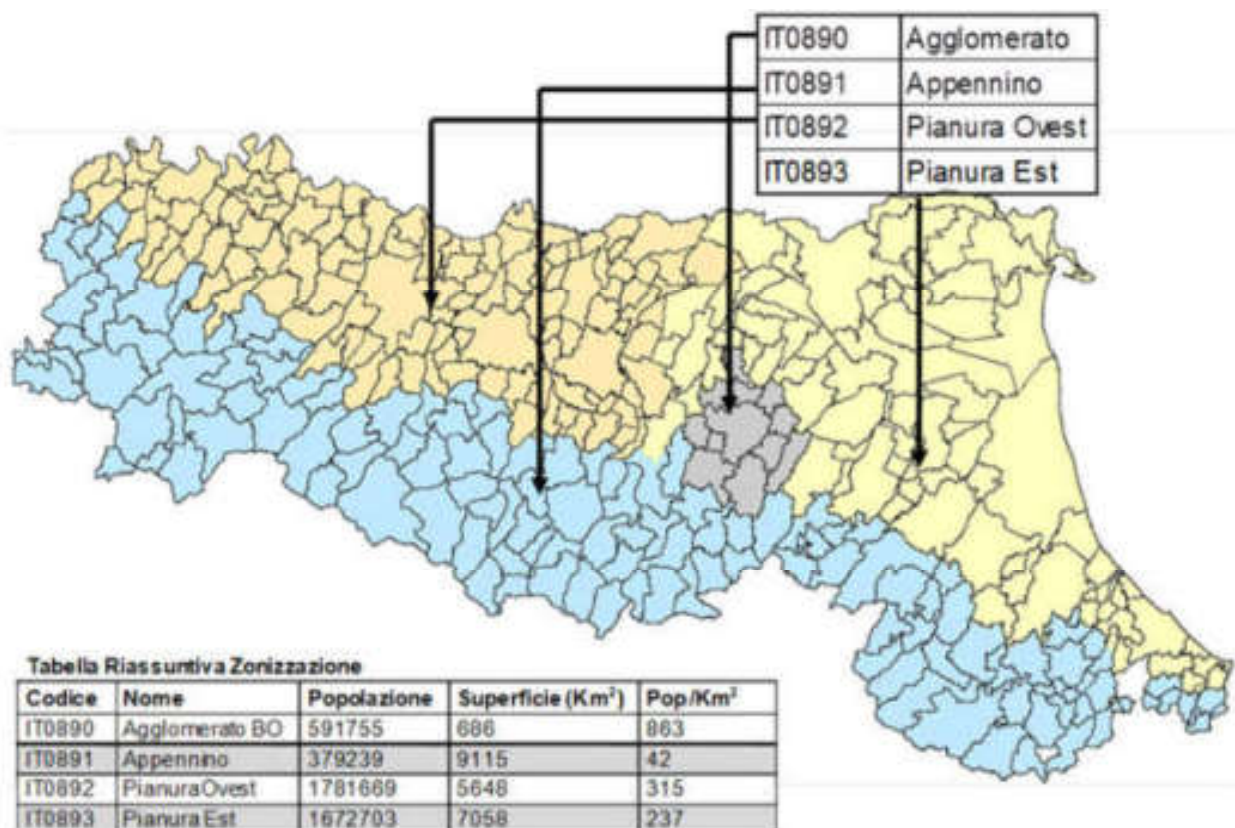 IT0890 Agglomerato
IT0891 Appennino
IT0892 Pianura Ovest
IT0893 Pianura Est
Tabella Riassuntiva Zonizzazione
Codice Nome Popolazione Superficie (Km²) Pop/Km²
IT0890 Agglomerato BO 591755 686 863
IT0891 Appennino 379239 9115 42
IT0892 Pianura Ovest 1781669 5648 315
IT0893 Pianura Est 1672703 7058 237